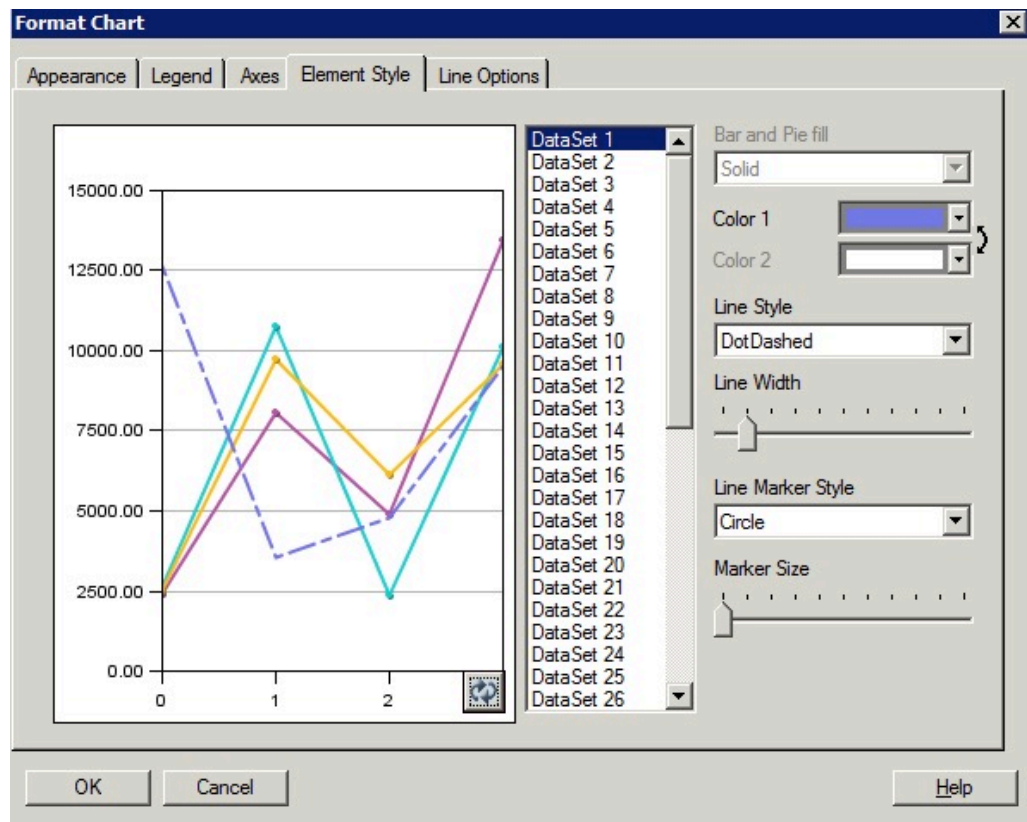 Format Chart
Appearance Legend Axes Element Style Line Options
15000.00
12500.00
10000.00
7500.00
5000.00
2500.00
0.00
0 1 2
DataSet 1
DataSet 2
DataSet 3
DataSet 4
DataSet 5
DataSet 6
DataSet 7
DataSet 8
DataSet 9
DataSet 10
DataSet 11
DataSet 12
DataSet 13
DataSet 14
DataSet 15
DataSet 16
DataSet 17
DataSet 18
DataSet 19
DataSet 20
DataSet 21
DataSet 22
DataSet 23
DataSet 24
DataSet 25
DataSet 26
Bar and Pie fill
Solid
Color 1
Color 2
Line Style
DotDashed
Line Width
Line Marker Style
Circle
Marker Size
OK Cancel Help